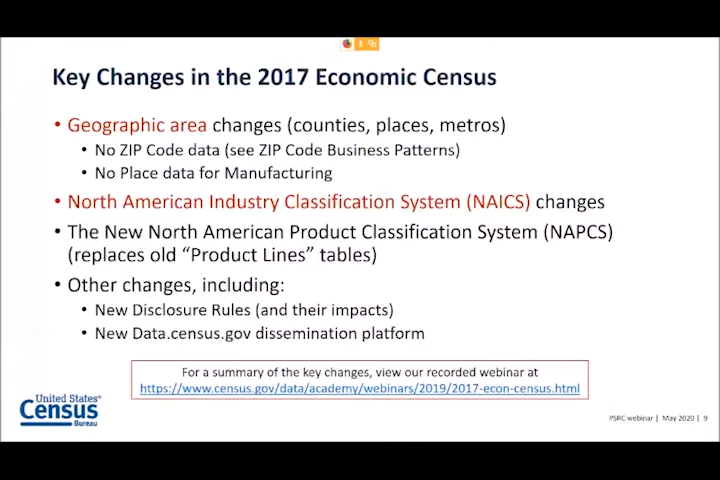 Key Changes in the 2017 Economic Census
• Geographic area changes (counties, places, metros)
• No ZIP Code data (see ZIP Code Business Patterns)
• No Place data for Manufacturing
• North American Industry Classification System (NAICS) changes
• The New North American Product Classification System (NAPCS)
(replaces old “Product Lines” tables)
• Other changes, including:
• New Disclosure Rules (and their impacts)
• New Data.census.gov dissemination platform
For a summary of the key changes, view our recorded webinar at
https://www.census.gov/data/academy/webinars/2019/2017-econ-census.html
United States®
Census
Bureau
PSRC webinar | May 2020 | 9